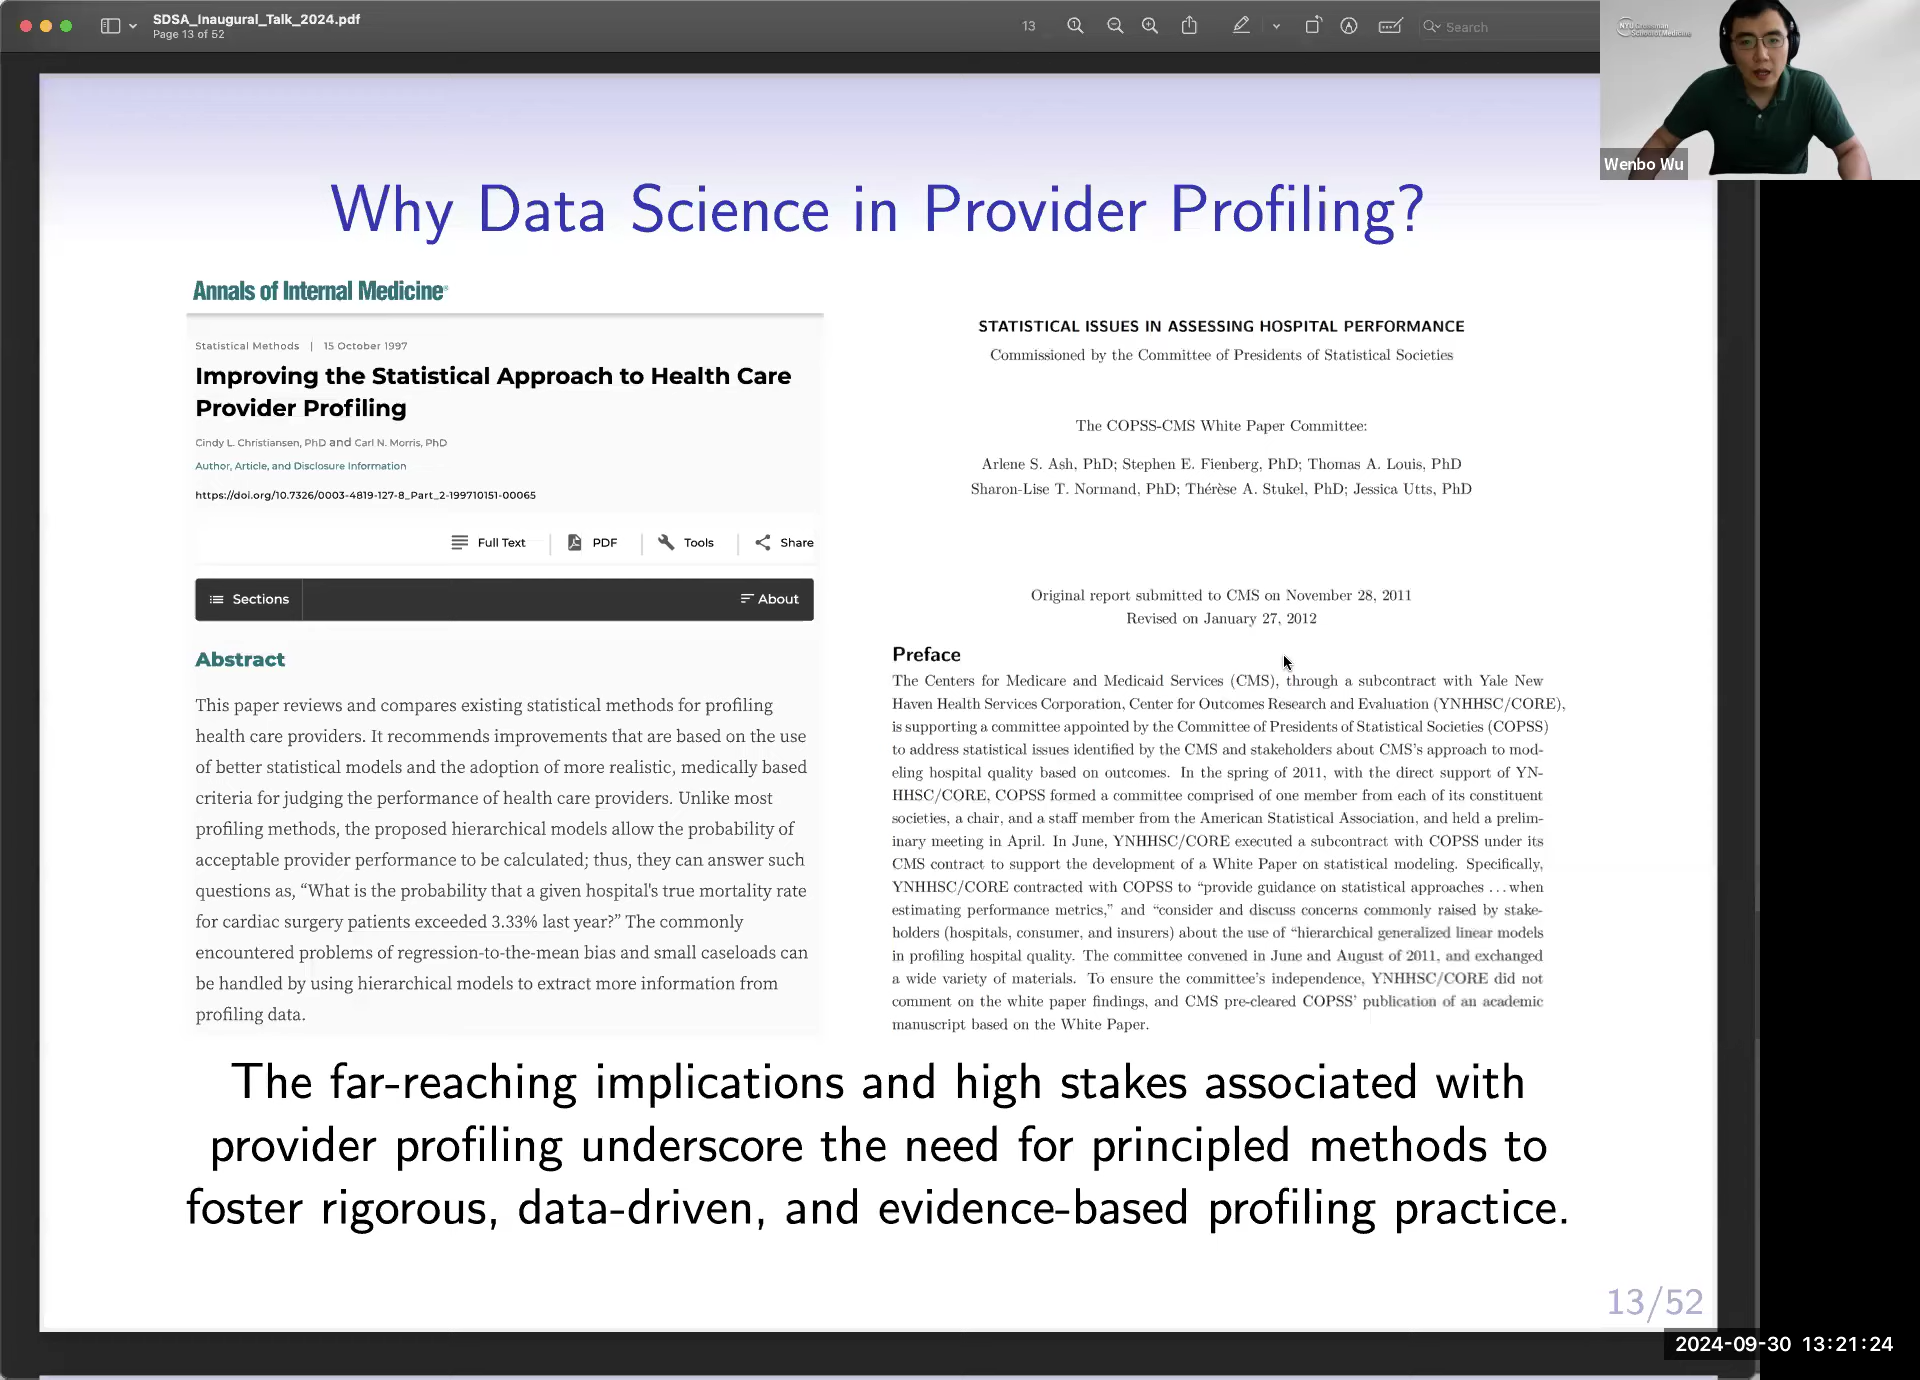 SDSA_Inaugural_Talk_2024.pdf
Page 13 of 52
13
Search
NYU Grossman
School of Medicine
Wenbo Wu
Why Data Science in Provider Profiling?
Annals of Internal Medicine®
Statistical Methods | 15 October 1997
Improving the Statistical Approach to Health Care
Provider Profiling
Cindy L. Christiansen, PhD and Carl N. Morris, PhD
Author, Article, and Disclosure Information
https://doi.org/10.7326/0003-4819-127-8_Part_2-199710151-00065
Full Text | PDF | Tools | Share
Sections
About
Abstract
This paper reviews and compares existing statistical methods for profiling
health care providers. It recommends improvements that are based on the use
of better statistical models and the adoption of more realistic, medically based
criteria for judging the performance of health care providers. Unlike most
profiling methods, the proposed hierarchical models allow the probability of
acceptable provider performance to be calculated; thus, they can answer such
questions as, “What is the probability that a given hospital's true mortality rate
for cardiac surgery patients exceeded 3.33% last year?” The commonly
encountered problems of regression-to-the-mean bias and small caseloads can
be handled by using hierarchical models to extract more information from
profiling data.
STATISTICAL ISSUES IN ASSESSING HOSPITAL PERFORMANCE
Commissioned by the Committee of Presidents of Statistical Societies
The COPSS-CMS White Paper Committee:
Arlene S. Ash, PhD; Stephen E. Fienberg, PhD; Thomas A. Louis, PhD
Sharon-Lise T. Normand, PhD; Thérèse A. Stukel, PhD; Jessica Utts, PhD
Original report submitted to CMS on November 28, 2011
Revised on January 27, 2012
Preface
The Centers for Medicare and Medicaid Services (CMS), through a subcontract with Yale New
Haven Health Services Corporation, Center for Outcomes Research and Evaluation (YNHHSC/CORE),
is supporting a committee appointed by the Committee of Presidents of Statistical Societies (COPSS)
to address statistical issues identified by the CMS and stakeholders about CMS's approach to mod-
eling hospital quality based on outcomes. In the spring of 2011, with the direct support of YN-
HHSC/CORE, COPSS formed a committee comprised of one member from each of its constituent
societies, a chair, and a staff member from the American Statistical Association, and held a prelim-
inary meeting in April. In June, YNHHSC/CORE executed a subcontract with COPSS under its
CMS contract to support the development of a White Paper on statistical modeling. Specifically,
YNHHSC/CORE contracted with COPSS to “provide guidance on statistical approaches ...when
estimating performance metrics,” and “consider and discuss concerns commonly raised by stake-
holders (hospitals, consumer, and insurers) about the use of “hierarchical generalized linear models
in profiling hospital quality. The committee convened in June and August of 2011, and exchanged
a wide variety of materials. To ensure the committee's independence, YNHHSC/CORE did not
comment on the white paper findings, and CMS pre-cleared COPSS' publication of an academic
manuscript based on the White Paper.
The far-reaching implications and high stakes associated with
provider profiling underscore the need for principled methods to
foster rigorous, data-driven, and evidence-based profiling practice.
13/52
2024-09-30 13:21:24